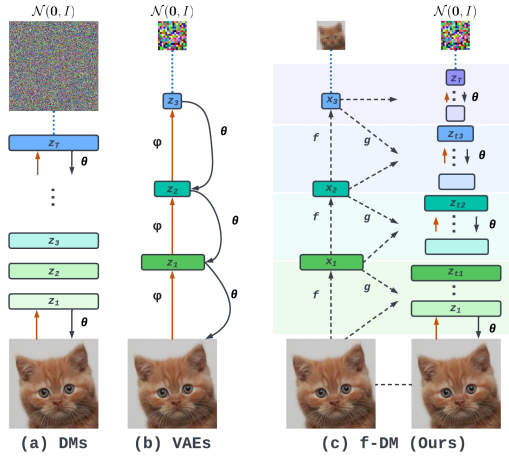 𝒩(0, I)
z_T
θ
⋮
z_3
z_2
z_1
θ
(a) DMs
𝒩(0, I)
z_3
φ
θ
z_2
φ
θ
z_1
φ
θ
(b) VAEs
x_3
f
g
x_2
f
g
x_1
f
g
𝒩(0, I)
z_T
θ
z_t3
θ
z_t2
θ
z_t1
z_1
θ
(c) f-DM (Ours)